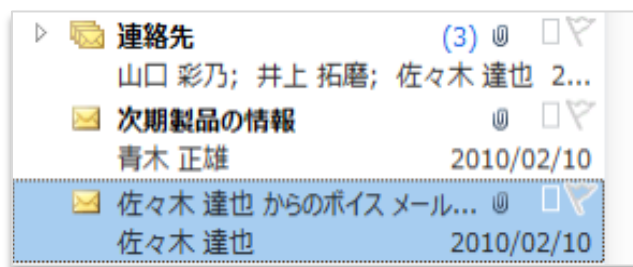 連絡先 (3)
山口 彩乃; 井上 拓磨; 佐々木 達也 2...
次期製品の情報
青木 正雄 2010/02/10
佐々木 達也 からのボイス メール...
佐々木 達也 2010/02/10